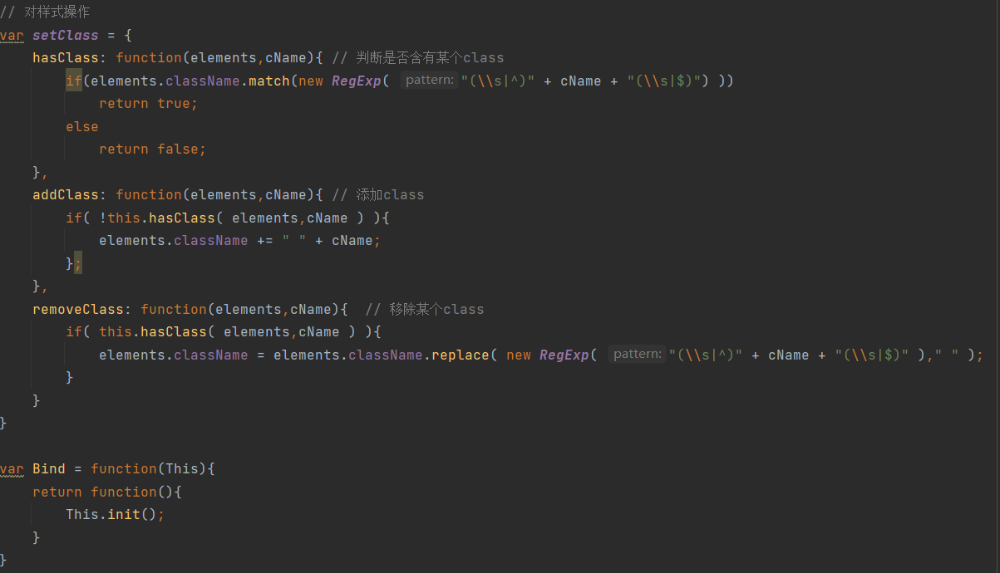 // 对样式操作
var setClass = {
    hasClass: function(elements,cName){ // 判断是否含有某个class
        if(elements.className.match(new RegExp( pattern: "(\\s|^)" + cName + "(\\s|$)") ))
            return true;
        else
            return false;
    },
    addClass: function(elements,cName){ // 添加class
        if( !this.hasClass( elements,cName ) ){
            elements.className += " " + cName;
        };
    },
    removeClass: function(elements,cName){  // 移除某个class
        if( this.hasClass( elements,cName ) ){
            elements.className = elements.className.replace( new RegExp( pattern: "(\\s|^)" + cName + "(\\s|$)" )," " );
        }
    }
}

var Bind = function(This){
    return function(){
        This.init();
    }
}